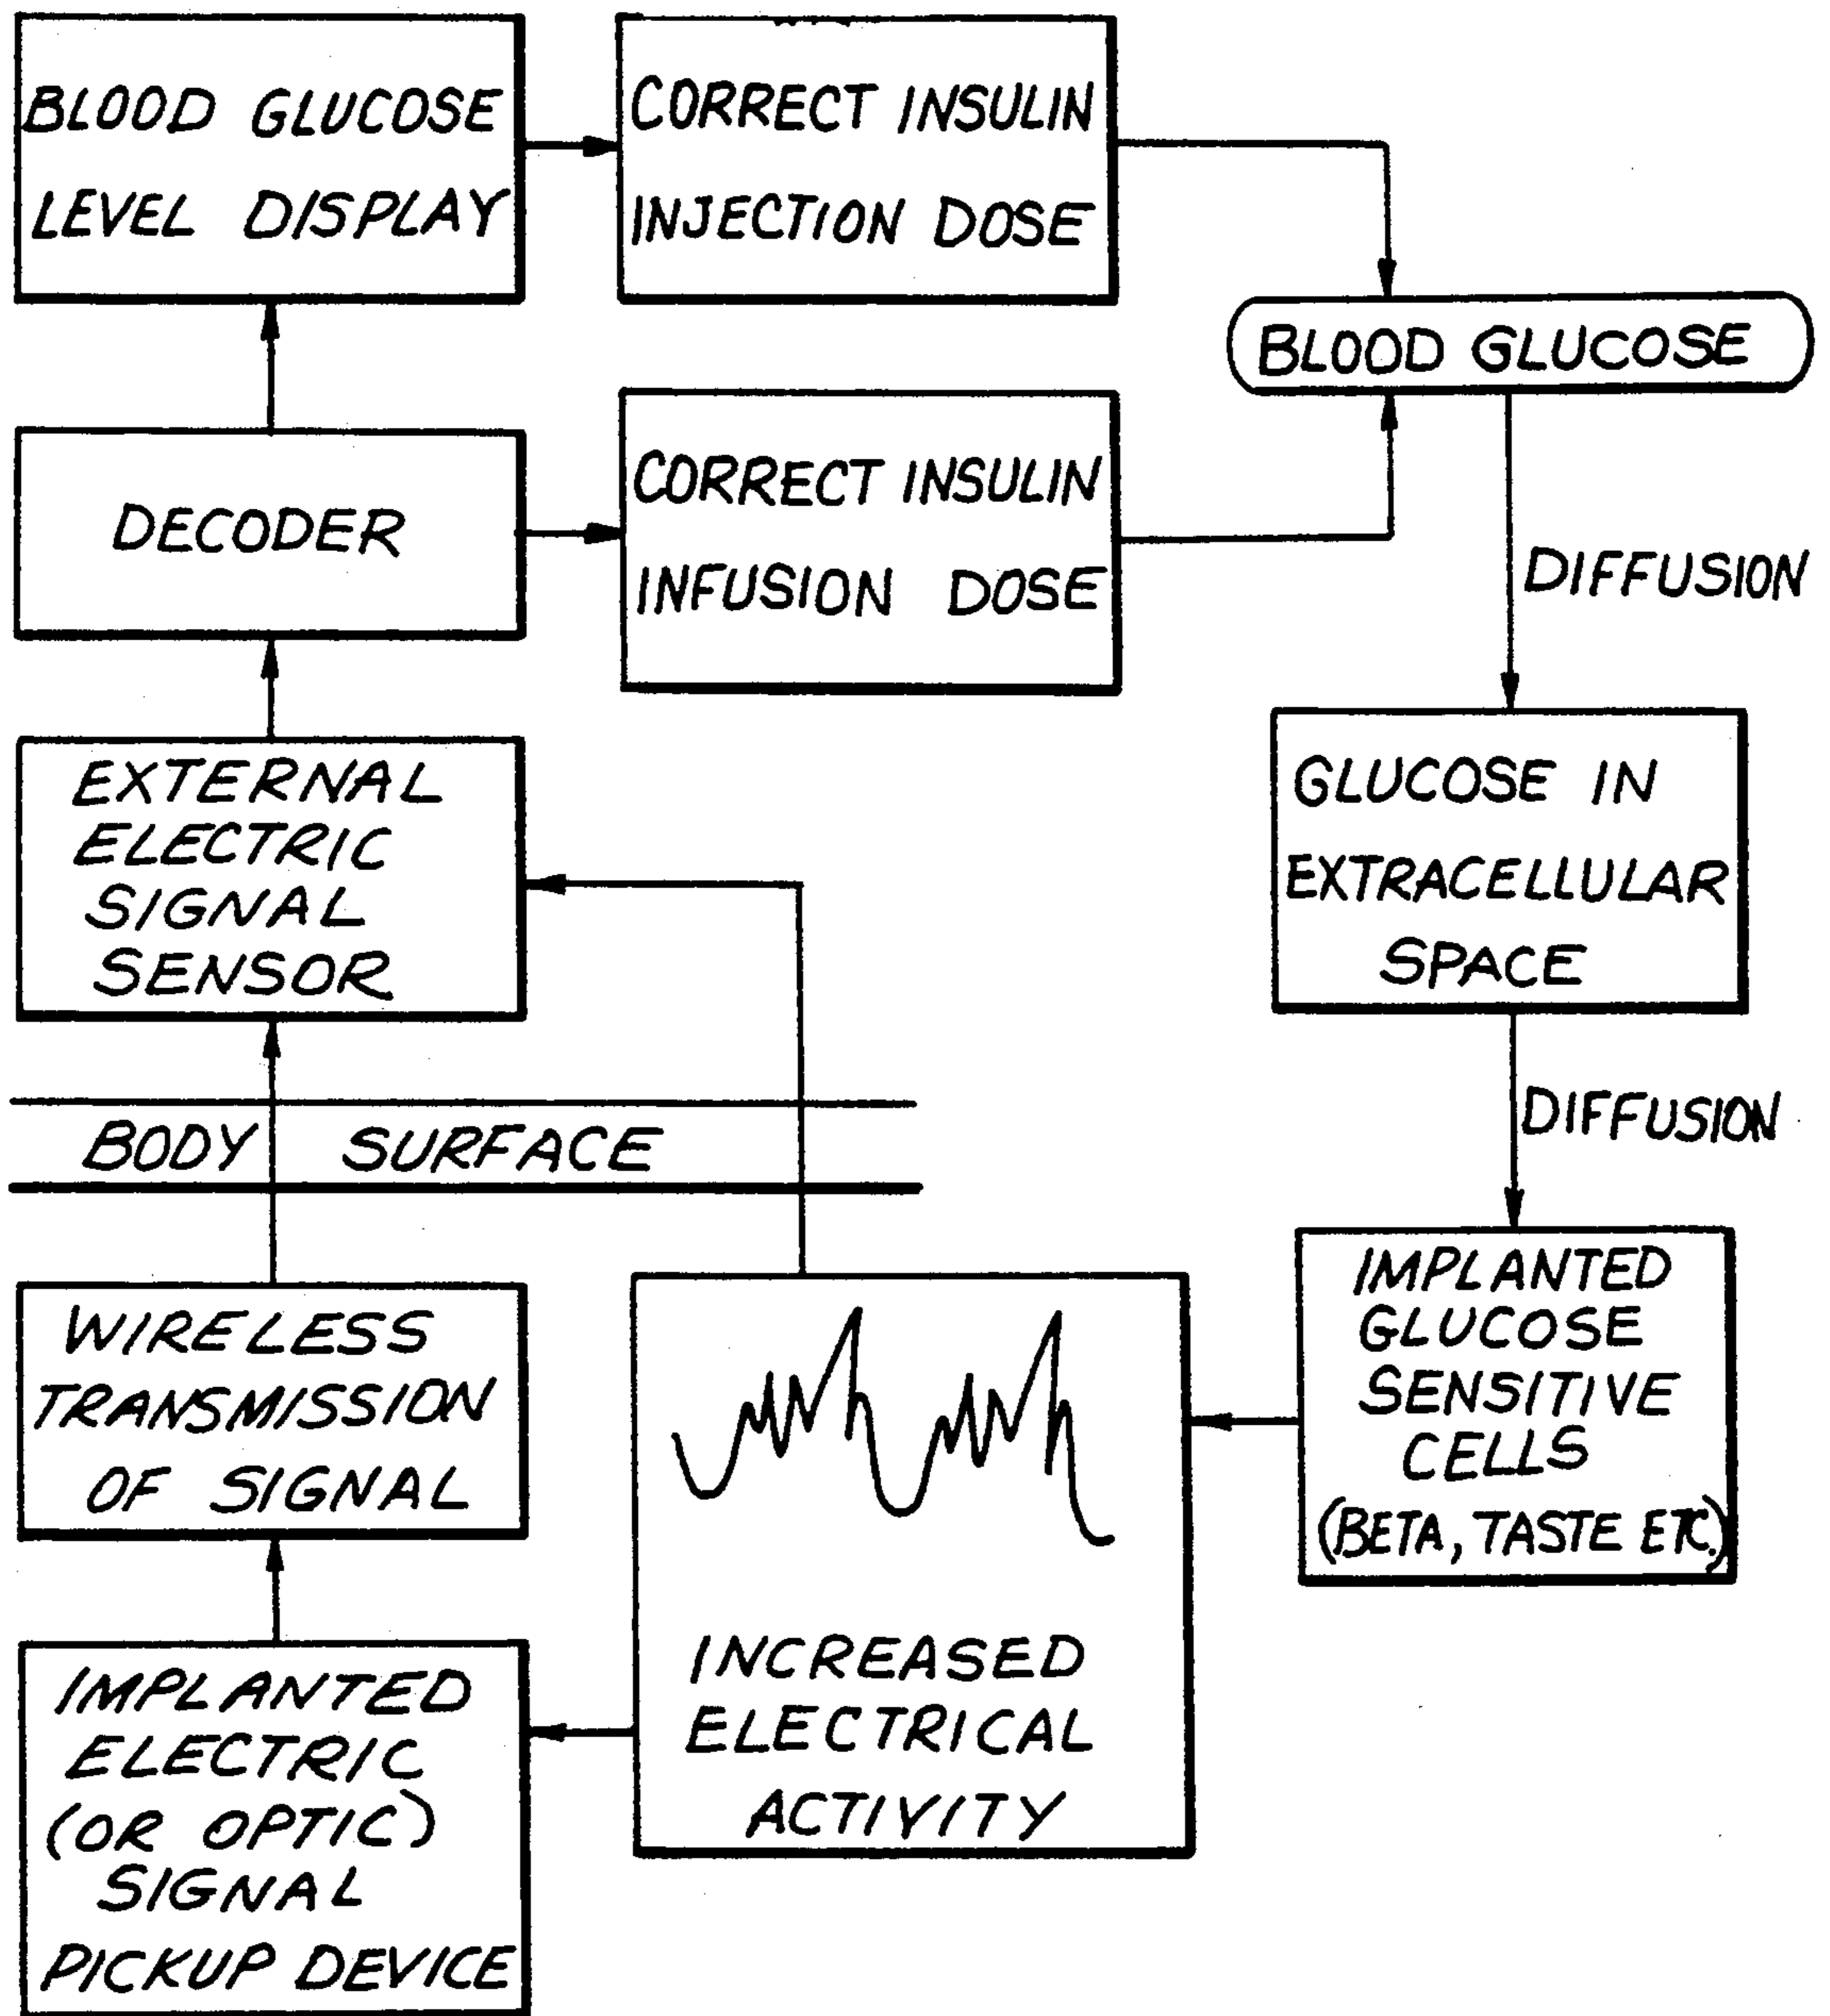 BLOOD GLUCOSE
LEVEL DISPLAY
CORRECT INSULIN
INJECTION DOSE
BLOOD GLUCOSE
DECODER
CORRECT INSULIN
INFUSION DOSE
DIFFUSION
EXTERNAL
ELECTRIC
SIGNAL
SENSOR
GLUCOSE IN
EXTRACELLULAR
SPACE
BODY SURFACE
DIFFUSION
WIRELESS
TRANSMISSION
OF SIGNAL
IMPLANTED
GLUCOSE
SENSITIVE
CELLS
(BETA, TASTE ETC.)
INCREASED
ELECTRICAL
ACTIVITY
IMPLANTED
ELECTRIC
(OR OPTIC)
SIGNAL
PICKUP DEVICE